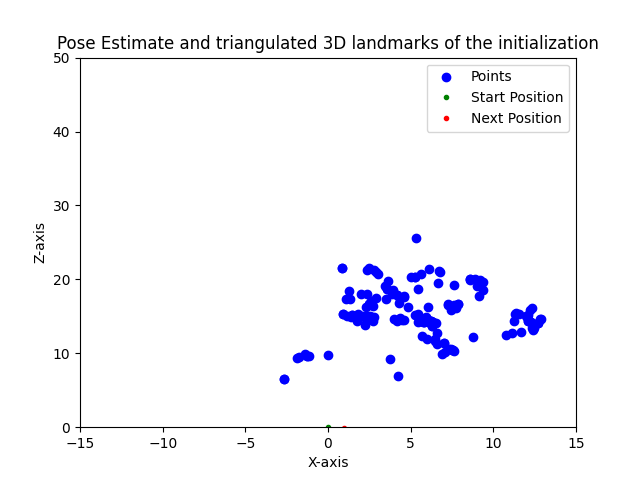 Pose Estimate and triangulated 3D landmarks of the initialization
50
40
30
20
10
0
Z-axis
−15 −10 −5 0 5 10 15
X-axis
Points
Start Position
Next Position